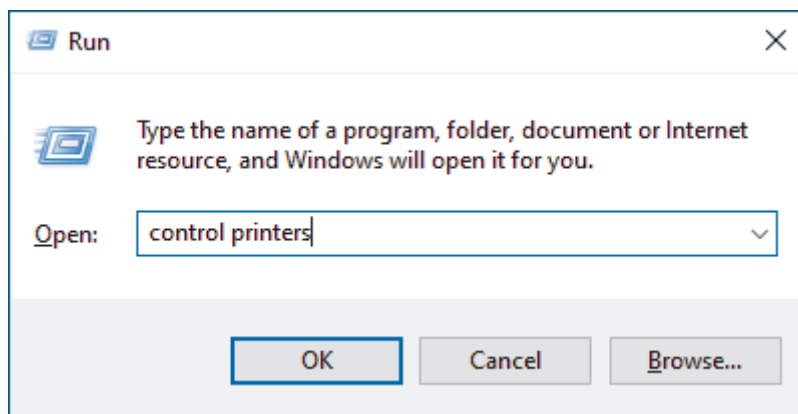 Run
Type the name of a program, folder, document or Internet
resource, and Windows will open it for you.
Open: control printers
OK Cancel Browse...